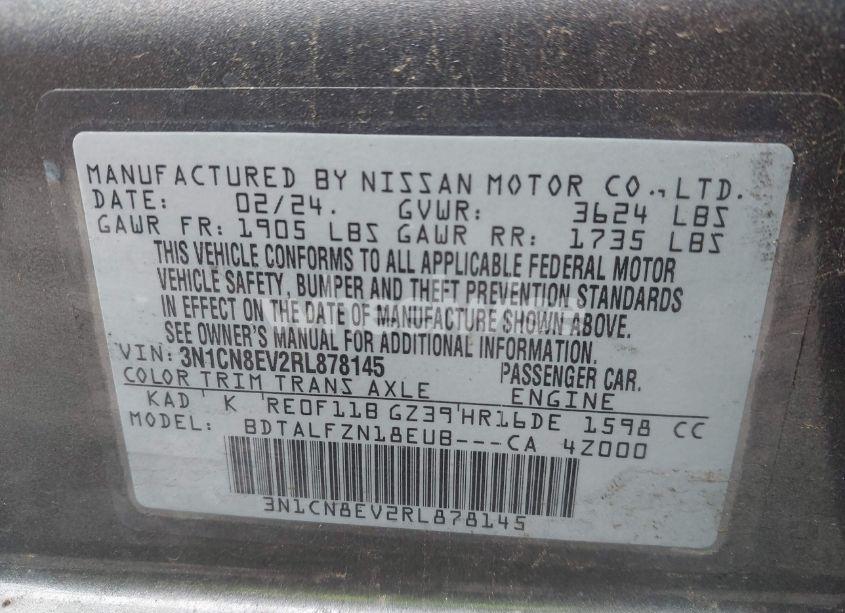 MANUFACTURED BY NISSAN MOTOR CO., LTD.
DATE: 02/24. GVWR: 3624 LBS
GAWR FR: 1905 LBS GAWR RR: 1735 LBS
THIS VEHICLE CONFORMS TO ALL APPLICABLE FEDERAL MOTOR
VEHICLE SAFETY, BUMPER AND THEFT PREVENTION STANDARDS
IN EFFECT ON THE DATE OF MANUFACTURE SHOWN ABOVE.
SEE OWNER'S MANUAL FOR ADDITIONAL INFORMATION.
VIN: 3N1CN8EV2RL878145 PASSENGER CAR.
COLOR TRIM TRANS AXLE ENGINE
KAD K RE0F11B GZ39 HR16DE 1598 CC
MODEL: BDTALFZN18EUB---CA 4Z000
3N1CN8EV2RL878145